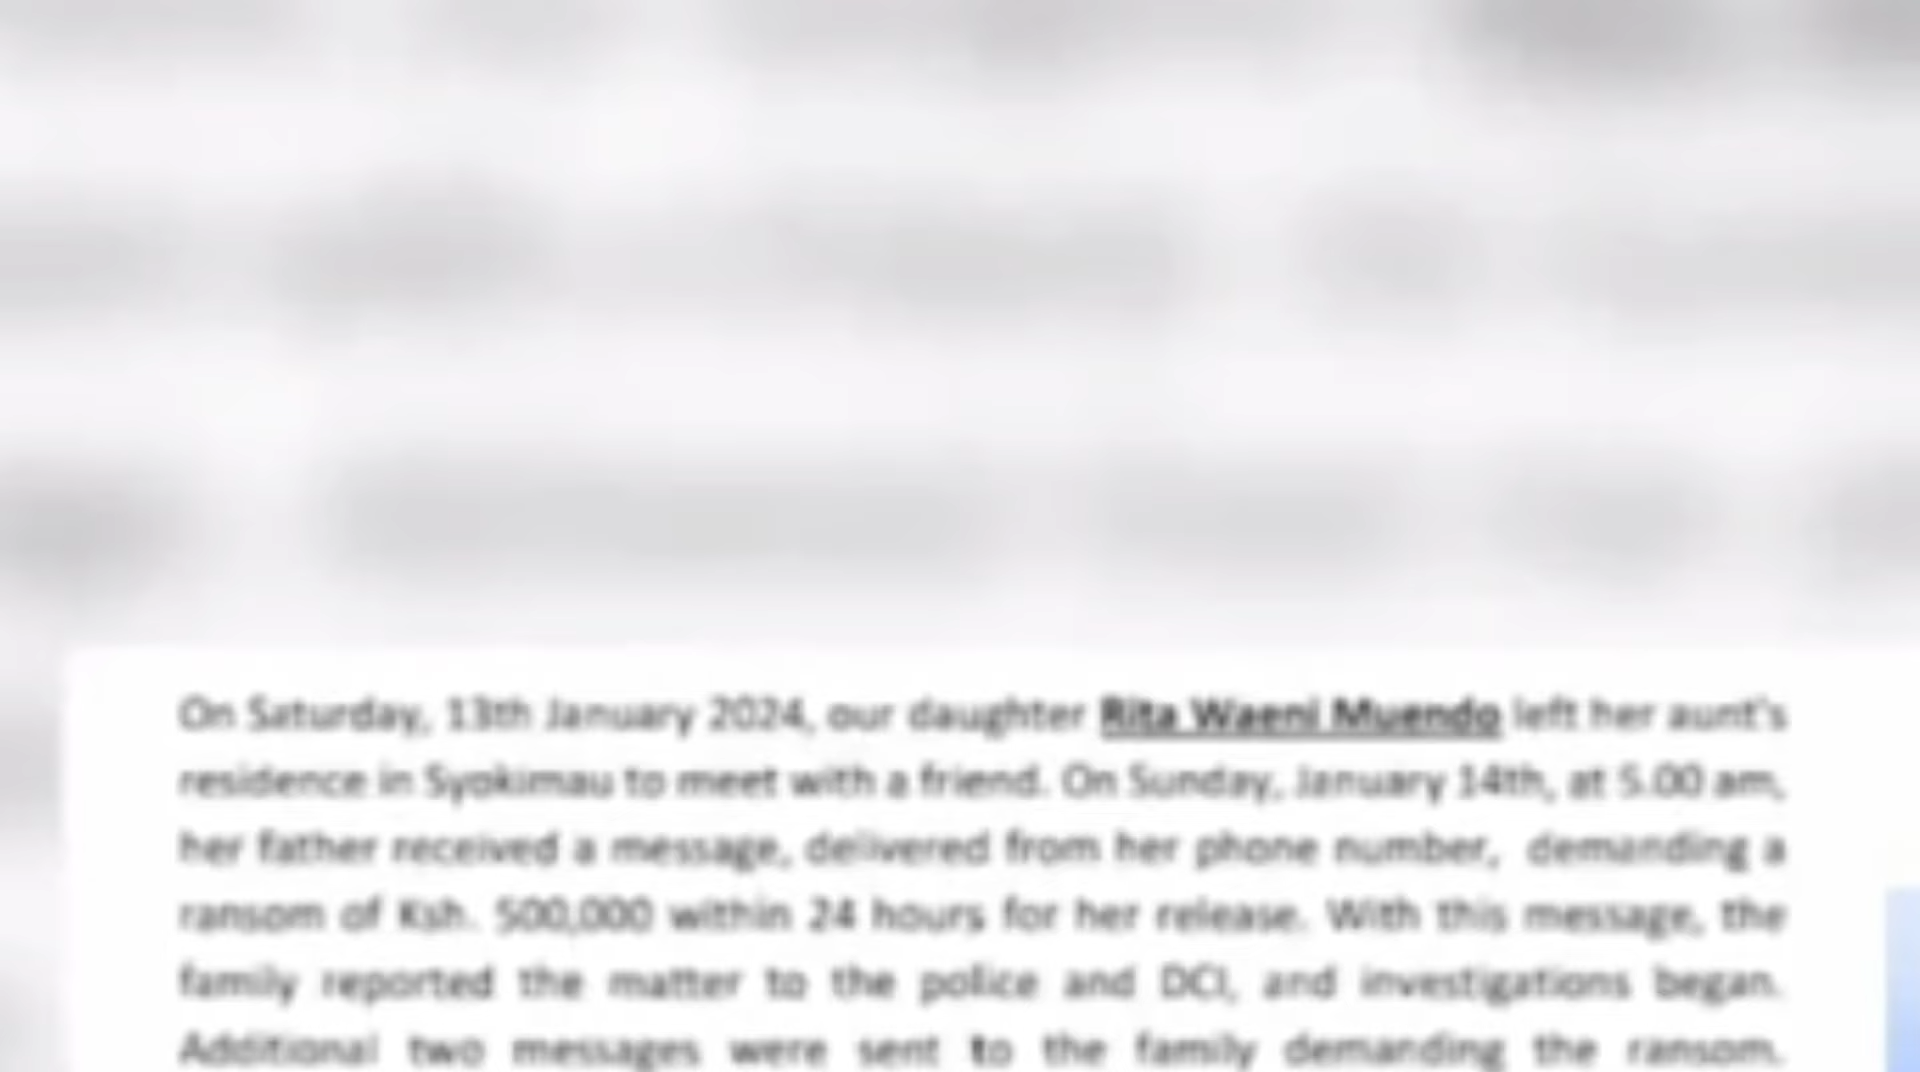 On Saturday, 13th January 2024, our daughter Rita Waeni Muendo left her aunt's
residence in Syokimau to meet with a friend. On Sunday, January 14th, at 5.00 am,
her father received a message, delivered from her phone number, demanding a
ransom of Ksh. 500,000 within 24 hours for her release. With this message, the
family reported the matter to the police and DCI, and investigations began.
Additional two messages were sent to the family demanding the ransom.